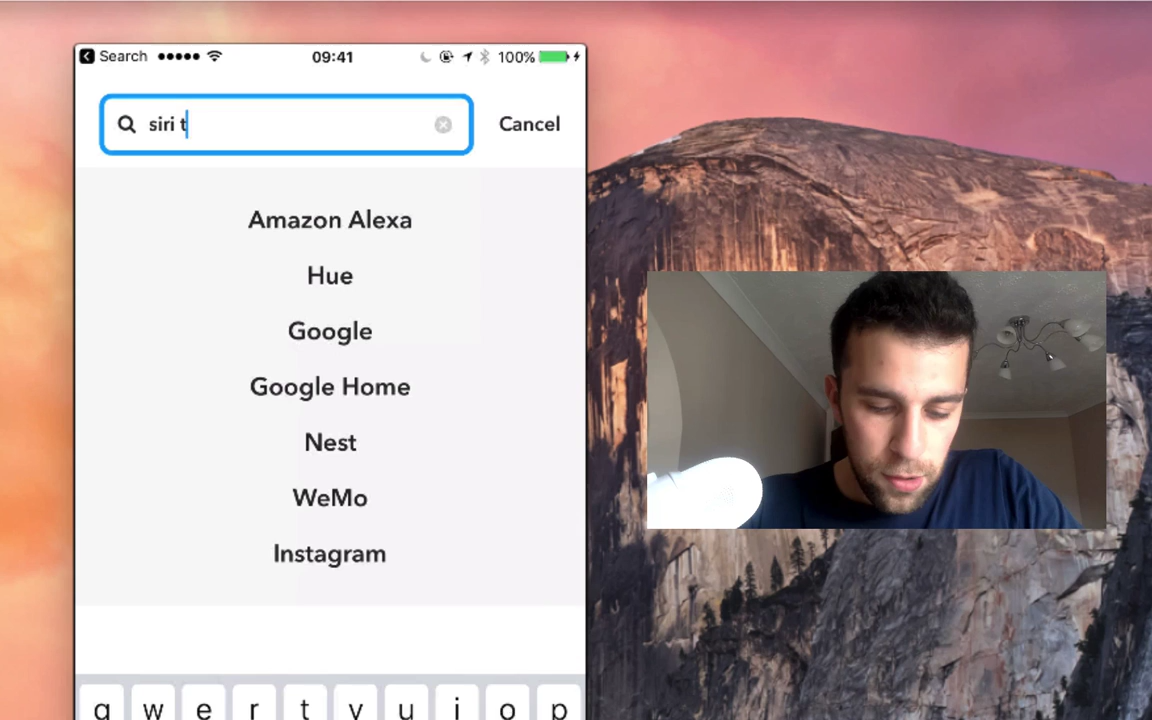 Search 09:41 100%
siri t Cancel
Amazon Alexa
Hue
Google
Google Home
Nest
WeMo
Instagram
q w e r t y u i o p